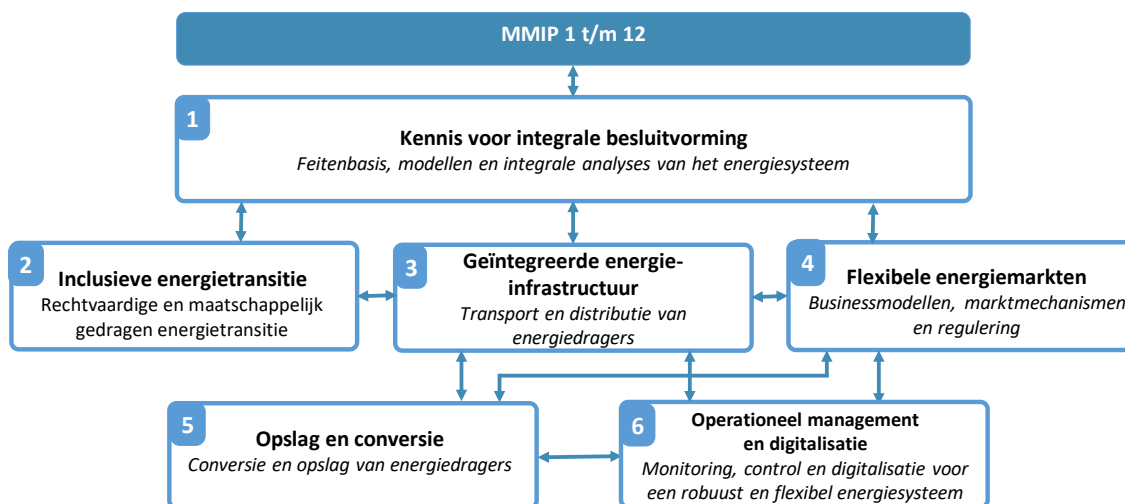 MMIP 1 t/m 12
1
Kennis voor integrale besluitvorming
Feitenbasis, modellen en integrale analyses van het energiesysteem
2
Inclusieve energietransitie
Rechtvaardige en maatschappelijk
gedragen energietransitie
3
Geïntegreerde energie-
infrastructuur
Transport en distributie van
energiedragers
4
Flexibele energiemarkten
Businessmodellen, marktmechanismen
en regulering
5
Opslag en conversie
Conversie en opslag van energiedragers
6
Operationeel management
en digitalisatie
Monitoring, control en digitalisatie voor
een robuust en flexibel energiesysteem